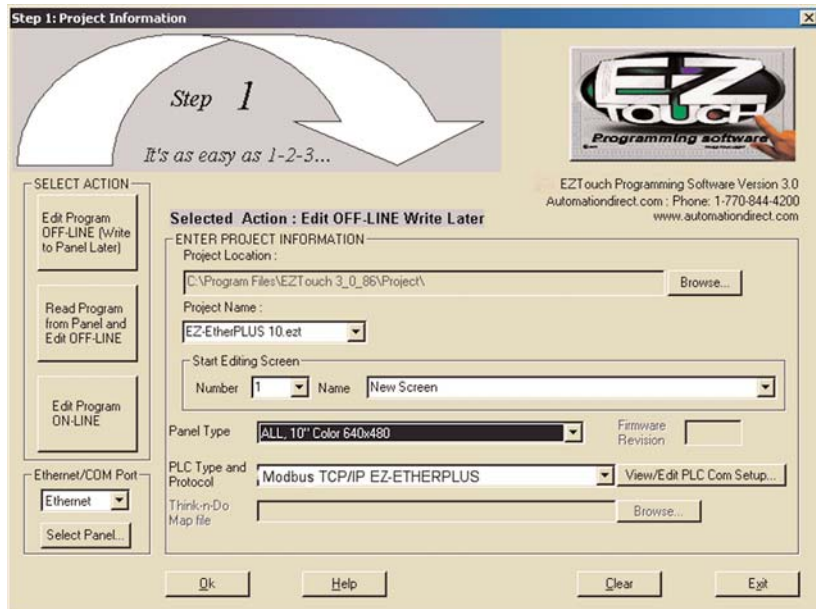 Step 1: Project Information
Step 1
It's as easy as 1-2-3...
EZ
TOUCH
Programming software
EZTouch Programming Software Version 3.0
Automationdirect.com : Phone: 1-770-844-4200
www.automationdirect.com
SELECT ACTION
Edit Program
OFF-LINE (Write
to Panel Later)
Read Program
from Panel and
Edit OFF-LINE
Edit Program
ON-LINE
Ethernet/COM Port
Ethernet
Select Panel...
Selected Action : Edit OFF-LINE Write Later
ENTER PROJECT INFORMATION
Project Location :
C:\Program Files\EZTouch 3_0_86\Project\
Browse...
Project Name :
EZ-EtherPLUS 10.ezt
Start Editing Screen
Number 1 Name New Screen
Panel Type ALL, 10" Color 640x480
Firmware
Revision
PLC Type and
Protocol
Modbus TCP/IP EZ-ETHERPLUS
View/Edit PLC Com Setup...
Think-n-Do
Map file
Browse...
Ok Help Clear Exit